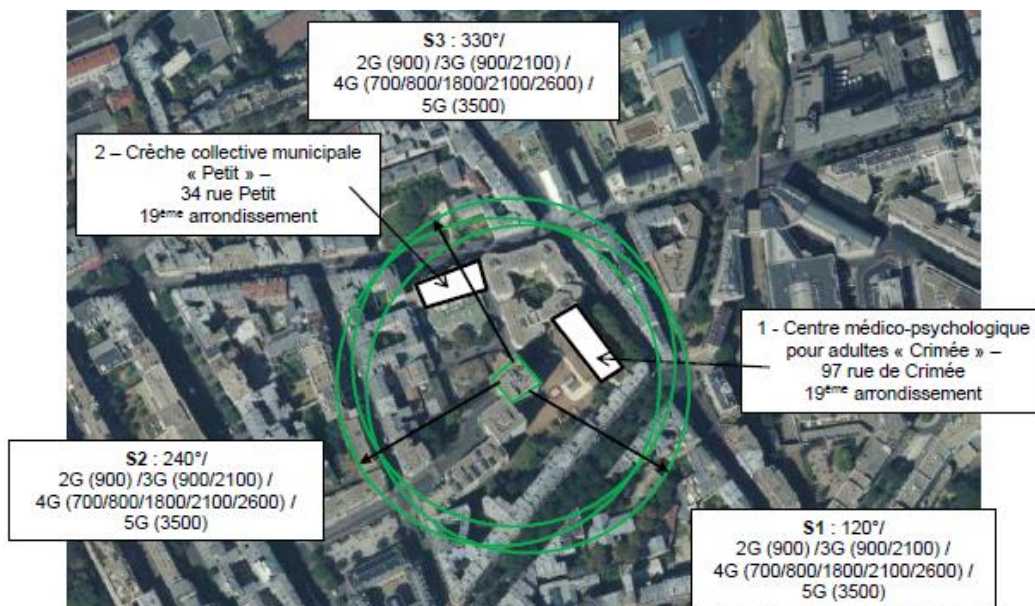 S3 : 330°/
2G (900) /3G (900/2100) /
4G (700/800/1800/2100/2600) /
5G (3500)
2 – Crèche collective municipale
« Petit » –
34 rue Petit
19ème arrondissement
1 - Centre médico-psychologique
pour adultes « Crimée » –
97 rue de Crimée
19ème arrondissement
S2 : 240°/
2G (900) /3G (900/2100) /
4G (700/800/1800/2100/2600) /
5G (3500)
S1 : 120°/
2G (900) /3G (900/2100) /
4G (700/800/1800/2100/2600) /
5G (3500)